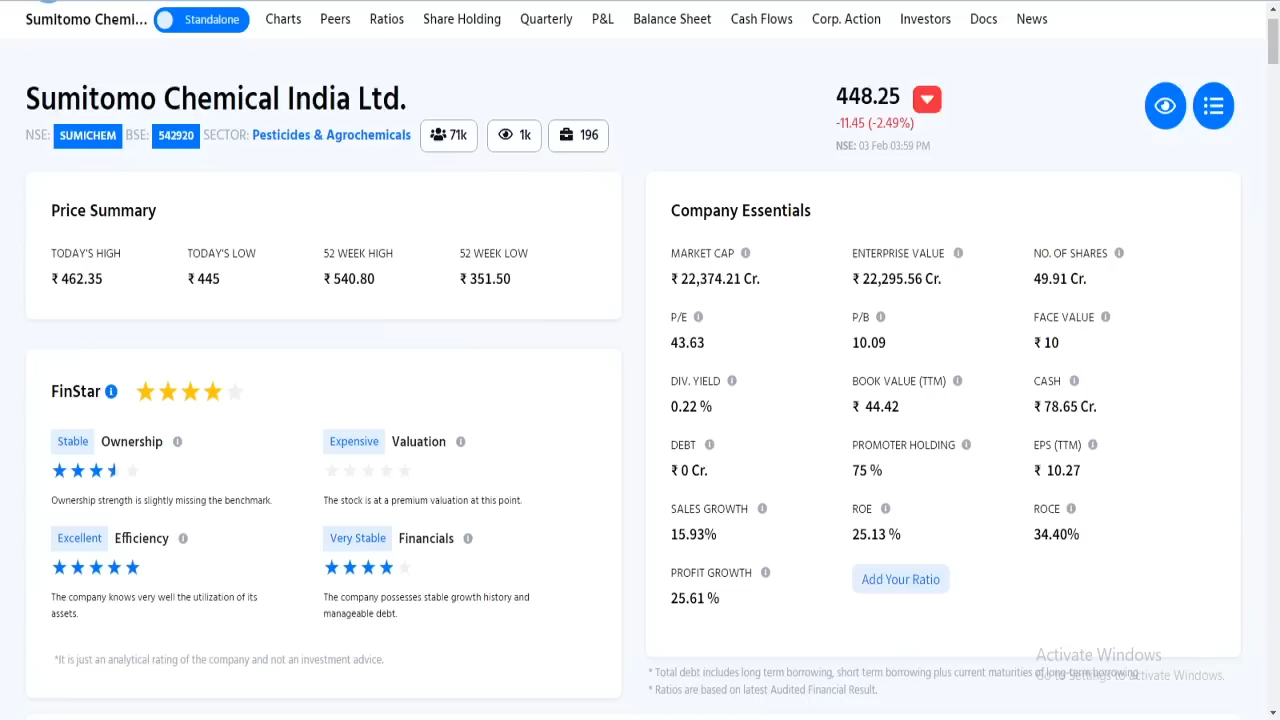 Sumitomo Chemi... Standalone Charts Peers Ratios Share Holding Quarterly P&L Balance Sheet Cash Flows Corp. Action Investors Docs News
Sumitomo Chemical India Ltd.
NSE: SUMICHEM BSE: 542920 SECTOR: Pesticides & Agrochemicals 71k 1k 196
448.25
-11.45 (-2.49%)
NSE: 03 Feb 03:59 PM
Price Summary
TODAY'S HIGH TODAY'S LOW 52 WEEK HIGH 52 WEEK LOW
₹ 462.35 ₹ 445 ₹ 540.80 ₹ 351.50
FinStar
Stable Ownership
Ownership strength is slightly missing the benchmark.
Expensive Valuation
The stock is at a premium valuation at this point.
Excellent Efficiency
The company knows very well the utilization of its
assets.
Very Stable Financials
The company possesses stable growth history and
manageable debt.
*It is just an analytical rating of the company and not an investment advice.
Company Essentials
MARKET CAP ENTERPRISE VALUE NO. OF SHARES
₹ 22,374.21 Cr. ₹ 22,295.56 Cr. 49.91 Cr.
P/E P/B FACE VALUE
43.63 10.09 ₹ 10
DIV. YIELD BOOK VALUE (TTM) CASH
0.22 % ₹ 44.42 ₹ 78.65 Cr.
DEBT PROMOTER HOLDING EPS (TTM)
₹ 0 Cr. 75 % ₹ 10.27
SALES GROWTH ROE ROCE
15.93% 25.13 % 34.40%
PROFIT GROWTH
25.61 %
Add Your Ratio
* Total debt includes long term borrowing, short term borrowing plus current maturities of long-term borrowing
* Ratios are based on latest Audited Financial Result.
Activate Windows
Go to Settings to activate Windows.